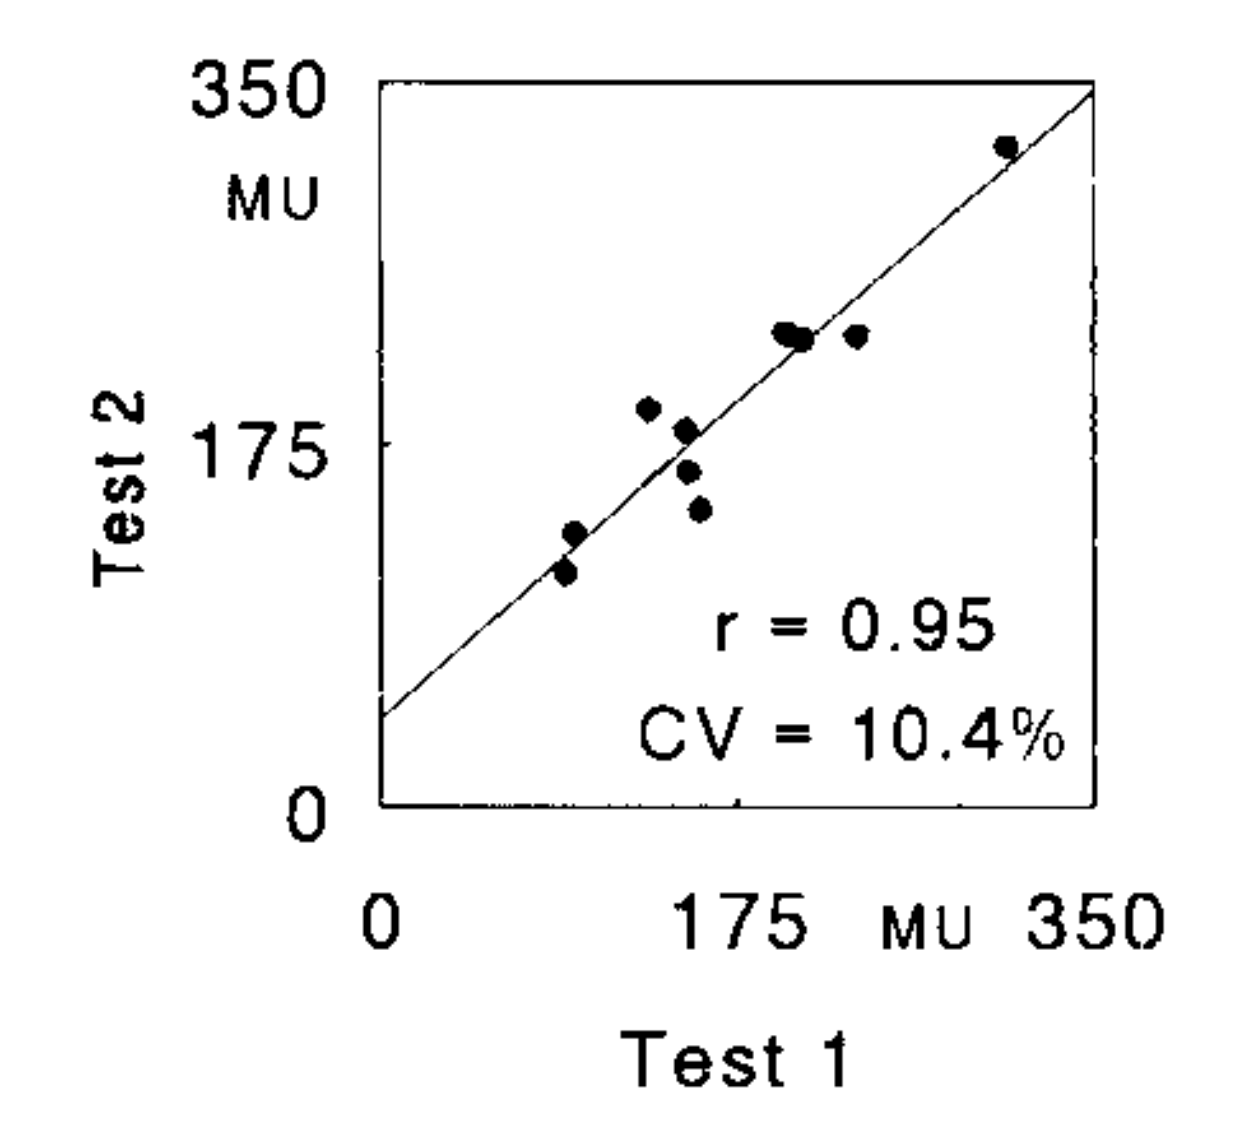 350
MU
Test 2
175
r = 0.95
CV = 10.4%
0
0 175 MU 350
Test 1